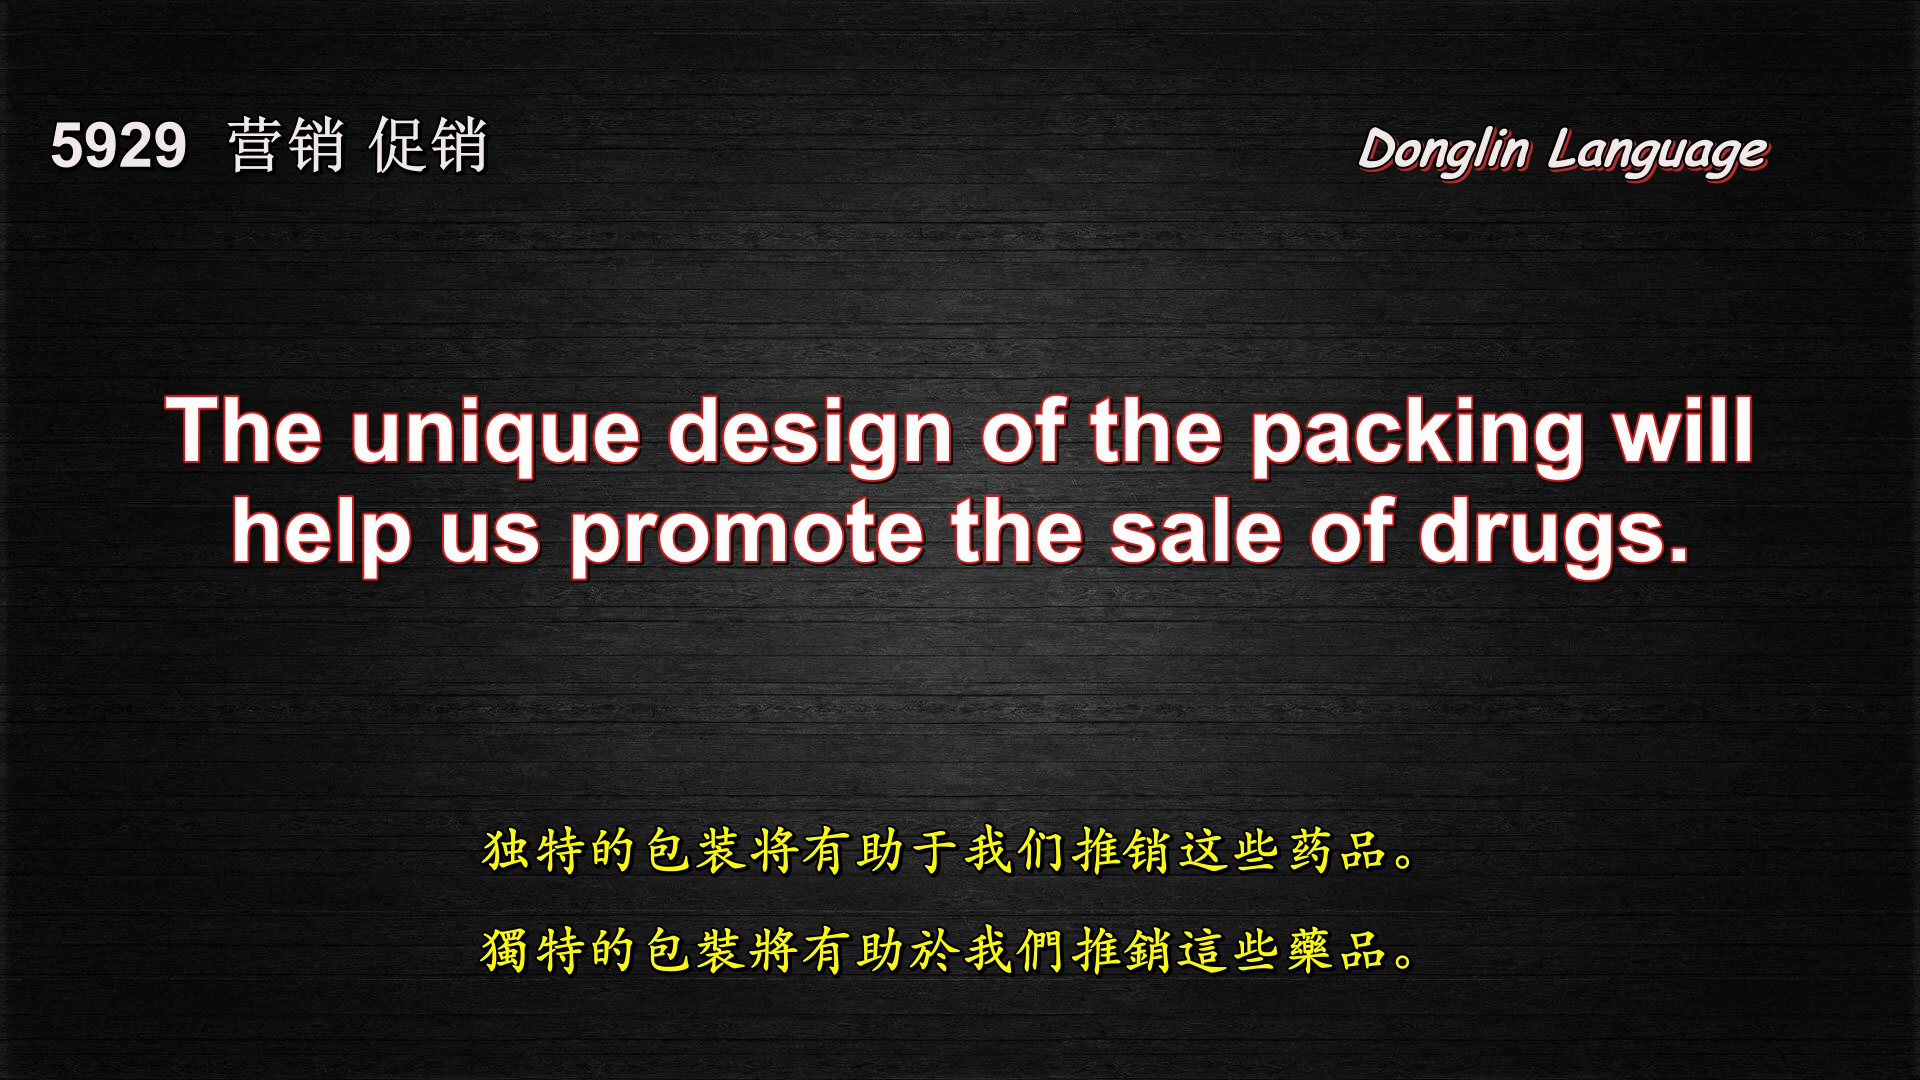 5929 营销 促销
Donglin Language
The unique design of the packing will
help us promote the sale of drugs.
独特的包装将有助于我们推销这些药品。
獨特的包裝將有助於我們推銷這些藥品。